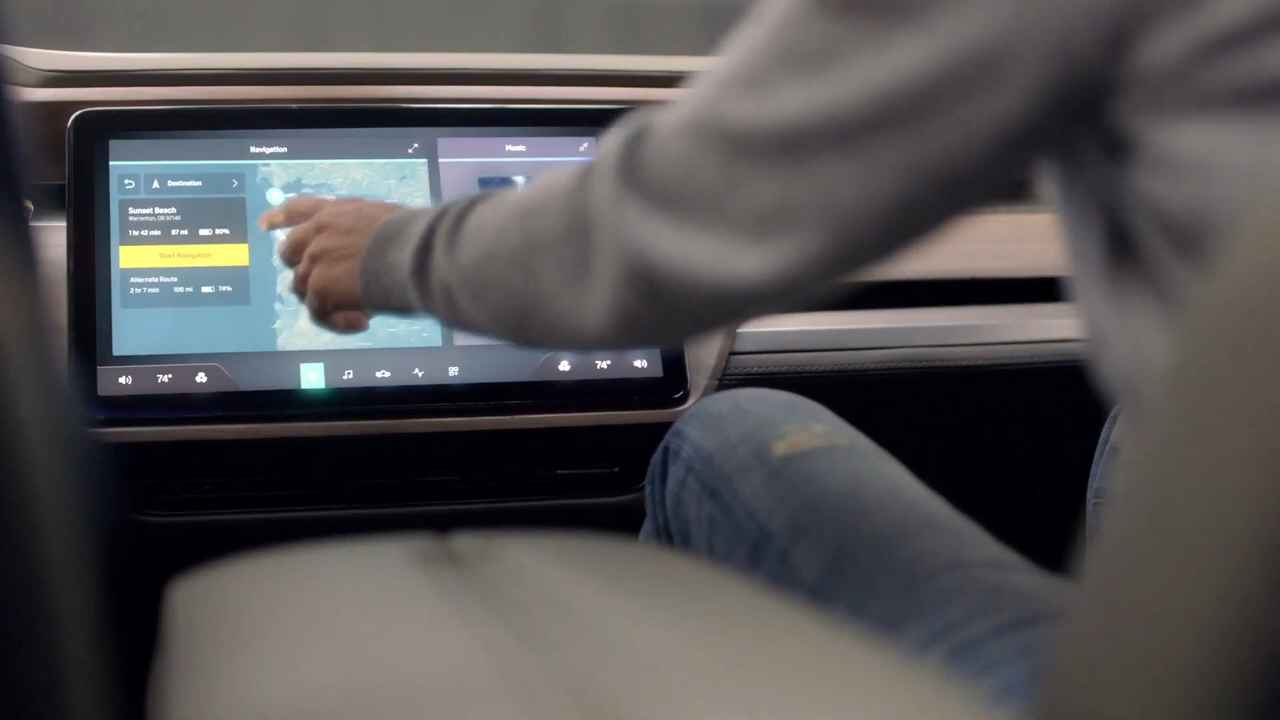 Navigation
Music
Destination
Sunset Beach
Warrenton, OR 97146
1 hr 42 min 87 mi 80%
Start Navigation
Alternate Route
2 hr 7 min 106 mi 74%
74° 74°